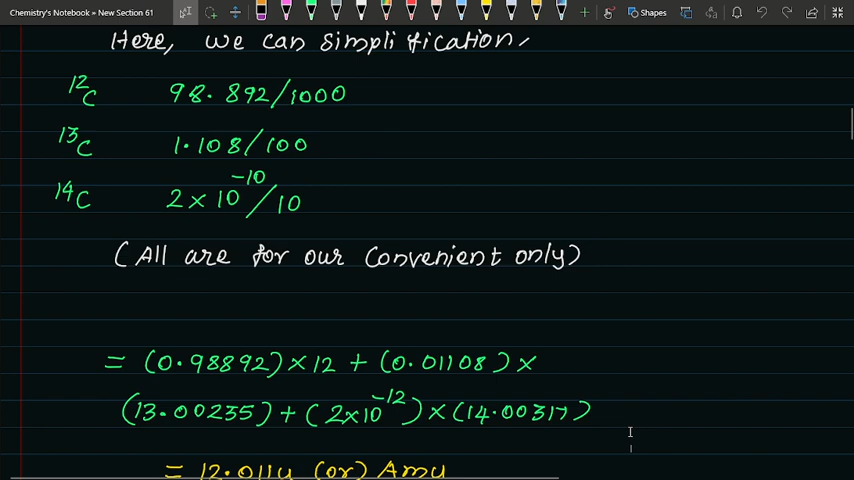 Chemistry's Notebook » New Section 61
Shapes
Here, we can simplification,
¹²C 98.892/1000
¹³C 1.108/100
¹⁴C 2 × 10⁻¹⁰/10
(All are for our convenient only)
= (0.98892) × 12 + (0.01108) ×
(13.00235) + (2×10⁻¹²) × (14.00317)
= 12.011u (or) Amu